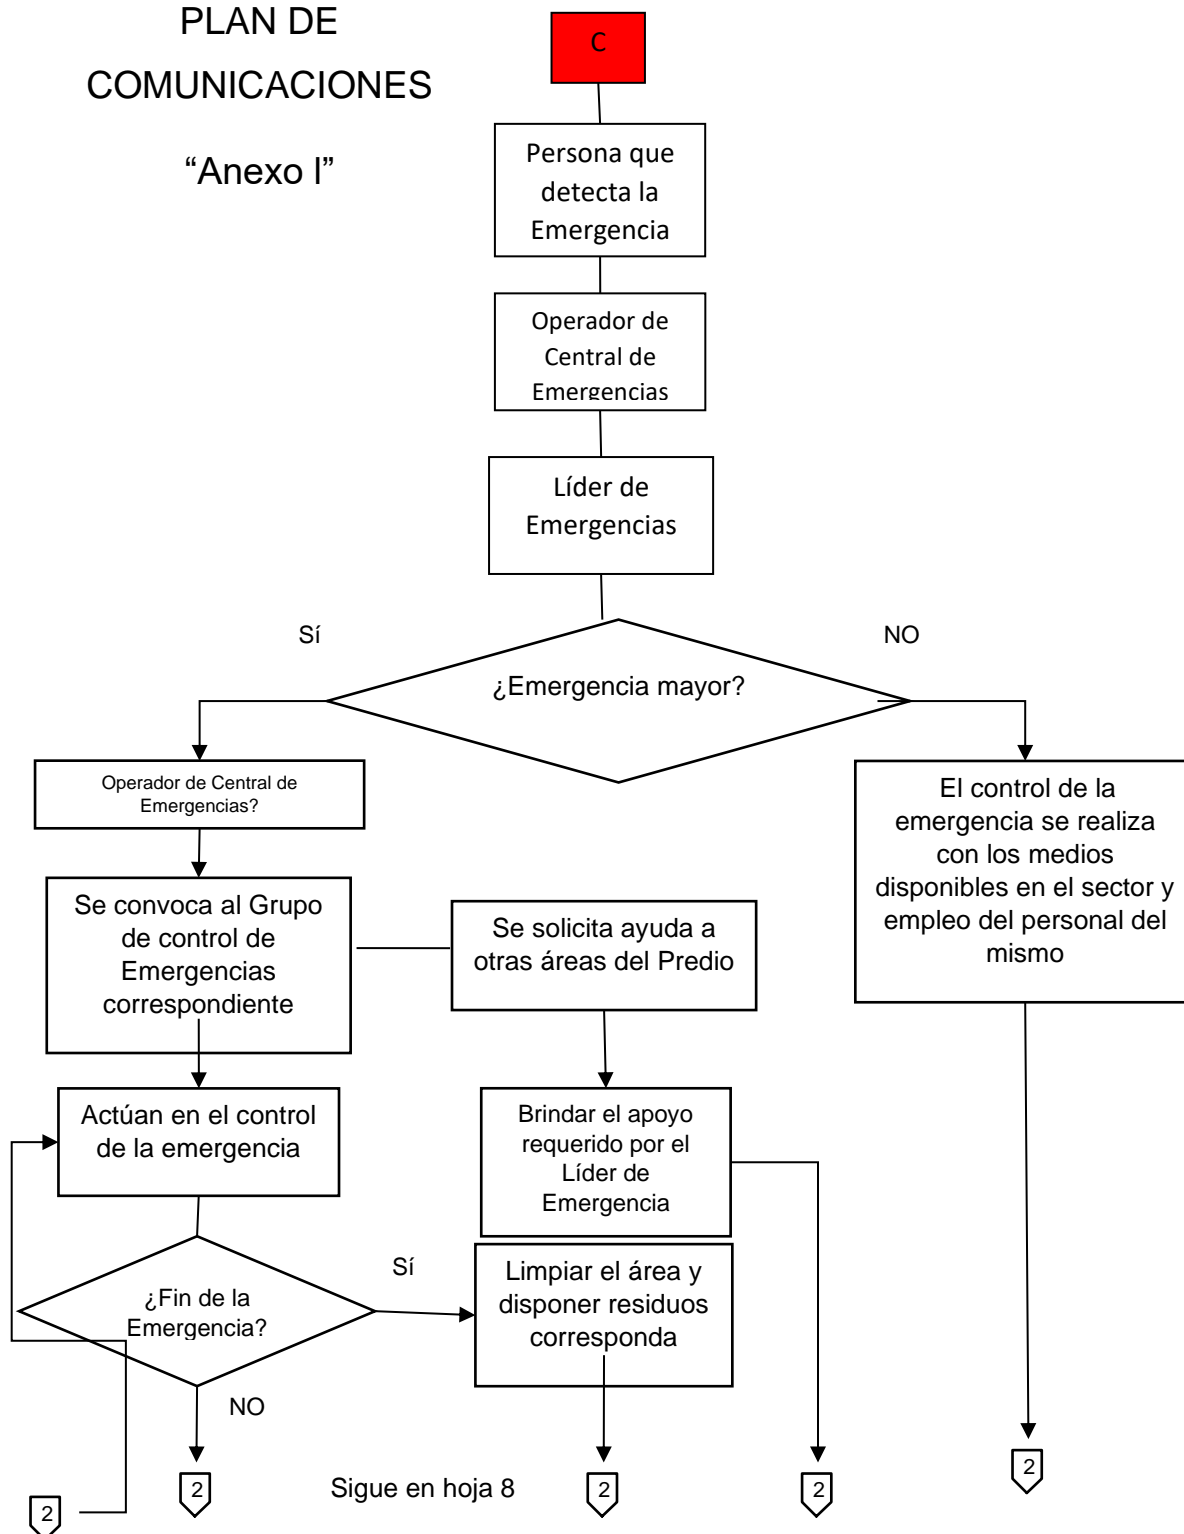 PLAN DE
COMUNICACIONES
“Anexo I”
C
Persona que
detecta la
Emergencia
Operador de
Central de
Emergencias
Líder de
Emergencias
Sí
NO
¿Emergencia mayor?
Operador de Central de
Emergencias?
El control de la
emergencia se realiza
con los medios
disponibles en el sector y
empleo del personal del
mismo
Se convoca al Grupo
de control de
Emergencias
correspondiente
Se solicita ayuda a
otras áreas del Predio
Actúan en el control
de la emergencia
Brindar el apoyo
requerido por el
Líder de
Emergencia
Sí
¿Fin de la
Emergencia?
Limpiar el área y
disponer residuos
corresponda
NO
2
2
Sigue en hoja 8
2
2
2